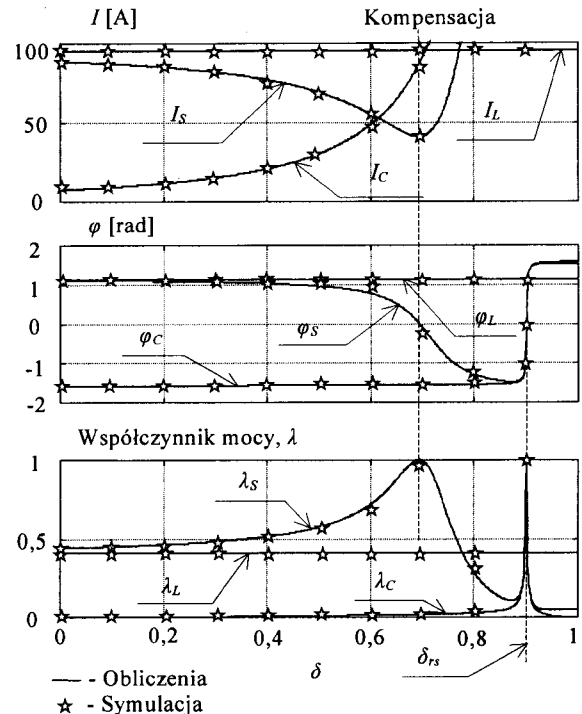 I [A]
Kompensacja
100
I_S
I_L
50
I_C
0
φ [rad]
2
1
φ_L
0
φ_C
φ_S
-1
-2
Współczynnik mocy, λ
1
λ_S
0,5
λ_L
λ_C
0
0 0,2 0,4 0,6 0,8 1
δ
δ_rs
— - Obliczenia
☆ - Symulacja